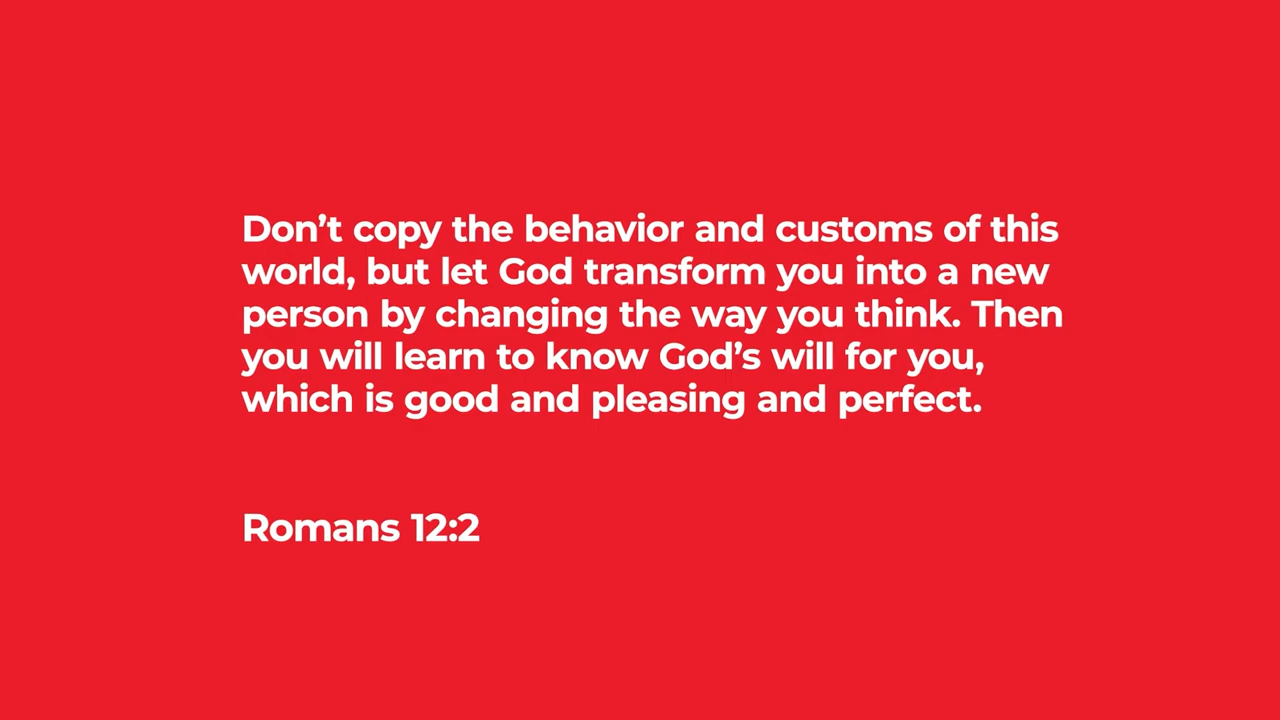 Don’t copy the behavior and customs of this
world, but let God transform you into a new
person by changing the way you think. Then
you will learn to know God’s will for you,
which is good and pleasing and perfect.
Romans 12:2